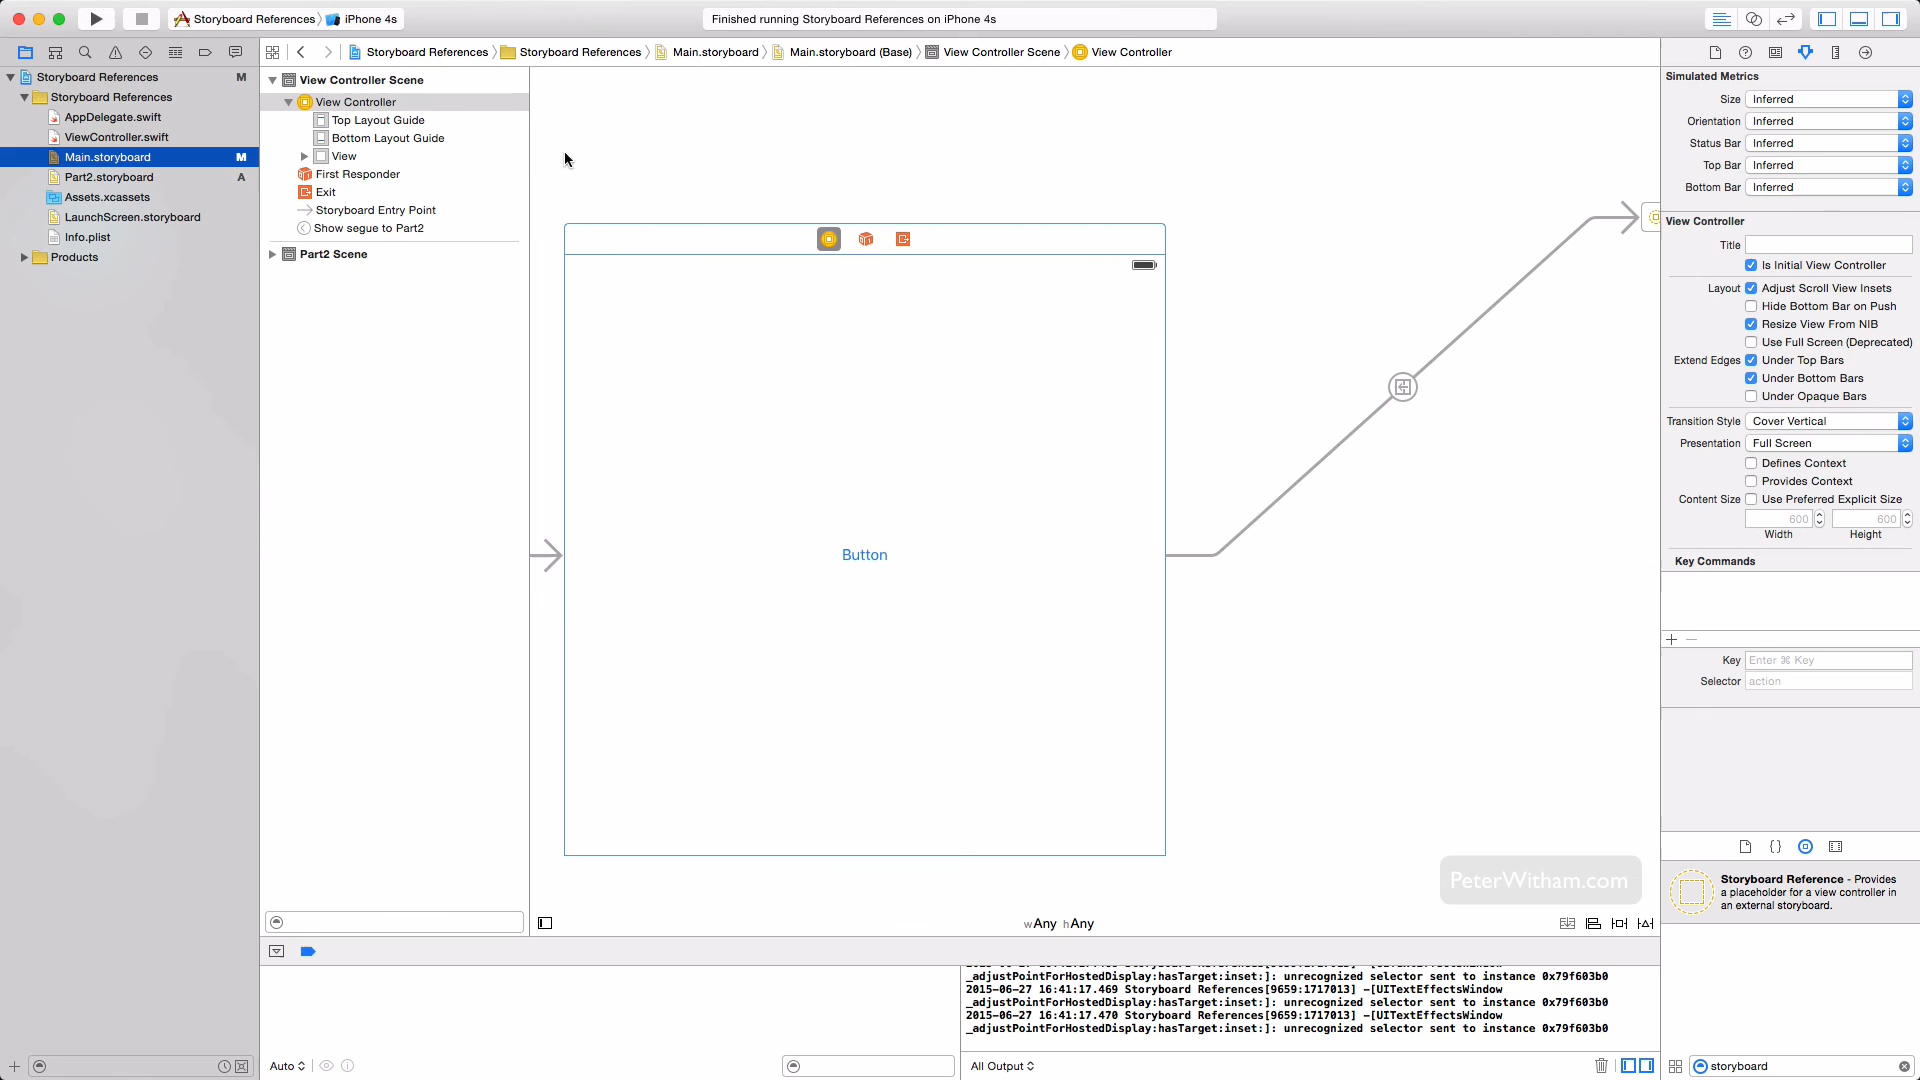 Storyboard References
iPhone 4s
Finished running Storyboard References on iPhone 4s
Storyboard References
Storyboard References
Main.storyboard
Main.storyboard (Base)
View Controller Scene
View Controller
Storyboard References
M
Storyboard References
AppDelegate.swift
ViewController.swift
Main.storyboard
M
Part2.storyboard
A
Assets.xcassets
LaunchScreen.storyboard
Info.plist
Products
View Controller Scene
View Controller
Top Layout Guide
Bottom Layout Guide
View
First Responder
Exit
Storyboard Entry Point
Show segue to Part2
Part2 Scene
Button
wAny hAny
PeterWitham.com
Simulated Metrics
Size Inferred
Orientation Inferred
Status Bar Inferred
Top Bar Inferred
Bottom Bar Inferred
View Controller
Title
Is Initial View Controller
Layout Adjust Scroll View Insets
Hide Bottom Bar on Push
Resize View From NIB
Use Full Screen (Deprecated)
Extend Edges Under Top Bars
Under Bottom Bars
Under Opaque Bars
Transition Style Cover Vertical
Presentation Full Screen
Defines Context
Provides Context
Content Size Use Preferred Explicit Size
600 600
Width Height
Key Commands
Key Enter ⌘ Key
Selector action
Storyboard Reference - Provides
a placeholder for a view controller in
an external storyboard.
storyboard
_adjustPointForHostedDisplay:hasTarget:inset:]: unrecognized selector sent to instance 0x79f603b0
2015-06-27 16:41:17.469 Storyboard References[9659:1717013] -[UITextEffectsWindow
_adjustPointForHostedDisplay:hasTarget:inset:]: unrecognized selector sent to instance 0x79f603b0
2015-06-27 16:41:17.470 Storyboard References[9659:1717013] -[UITextEffectsWindow
_adjustPointForHostedDisplay:hasTarget:inset:]: unrecognized selector sent to instance 0x79f603b0
Auto
All Output